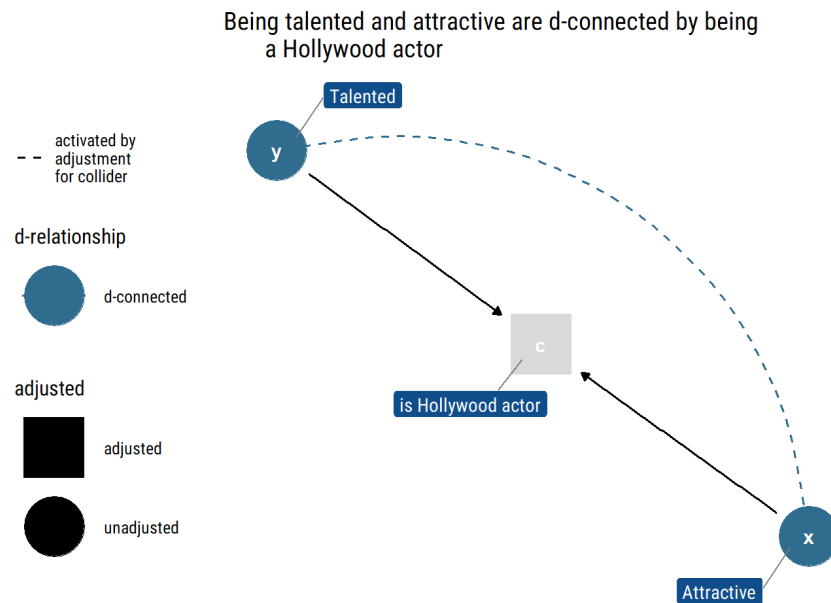 Being talented and attractive are d-connected by being
a Hollywood actor
Talented
activated by
adjustment
for collider
y
d-relationship
d-connected
c
is Hollywood actor
adjusted
adjusted
unadjusted
x
Attractive